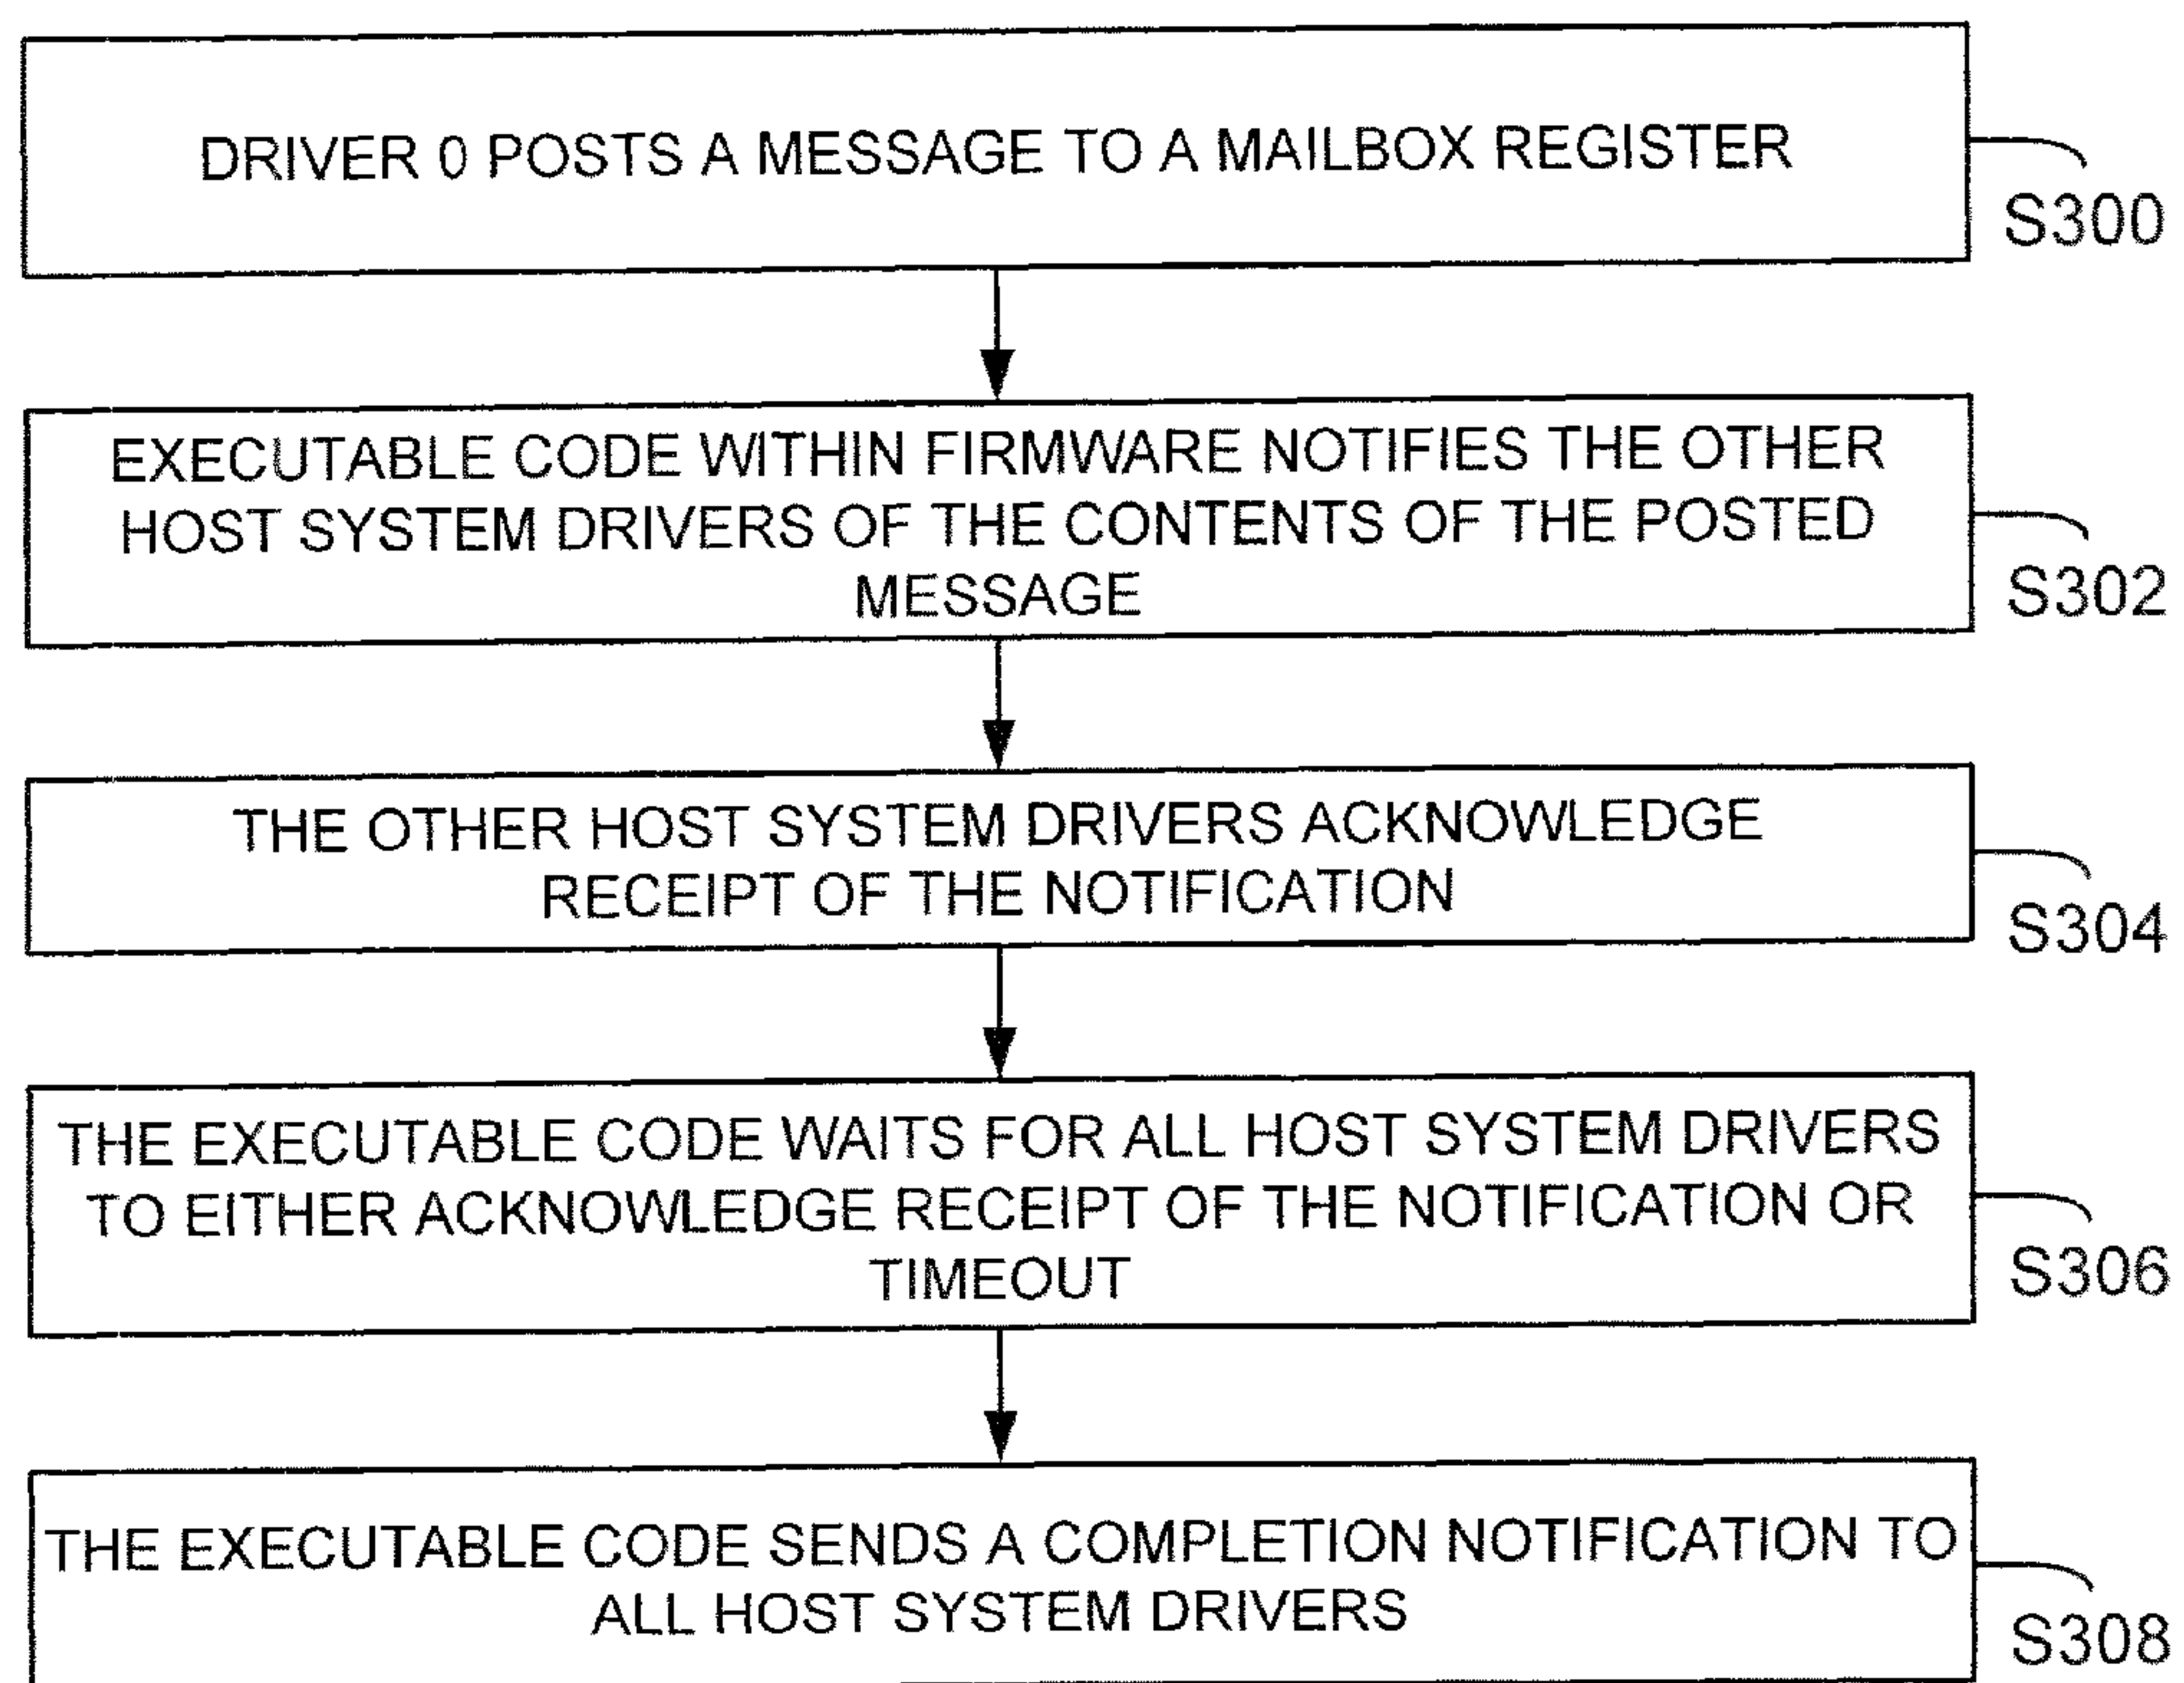 DRIVER 0 POSTS A MESSAGE TO A MAILBOX REGISTER
S300
EXECUTABLE CODE WITHIN FIRMWARE NOTIFIES THE OTHER
HOST SYSTEM DRIVERS OF THE CONTENTS OF THE POSTED
MESSAGE
S302
THE OTHER HOST SYSTEM DRIVERS ACKNOWLEDGE
RECEIPT OF THE NOTIFICATION
S304
THE EXECUTABLE CODE WAITS FOR ALL HOST SYSTEM DRIVERS
TO EITHER ACKNOWLEDGE RECEIPT OF THE NOTIFICATION OR
TIMEOUT
S306
THE EXECUTABLE CODE SENDS A COMPLETION NOTIFICATION TO
ALL HOST SYSTEM DRIVERS
S308